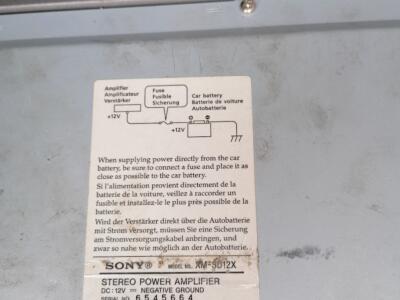 Amplifier
Amplificateur
Verstärker
Fuse
Fusible
Sicherung
Car battery
Batterie de voiture
Autobatterie
+12V
+12V
When supplying power directly from the car
battery, be sure to connect a fuse and place it as
close as possible to the car battery.
Si l'alimentation provient directement de la
batterie de la voiture, veillez à raccorder un
fusible et installez-le le plus près possible de la
batterie.
Wird der Verstärker direkt über die Autobatterie
mit Strom versorgt, müssen Sie eine Sicherung
am Stromversorgungskabel anbringen, und
zwar so nahe wie möglich an der Autobatterie.
SONY® MODEL NO. XM-SD12X
STEREO POWER AMPLIFIER
DC: 12V ⎓ NEGATIVE GROUND
SERIAL NO. 6545664